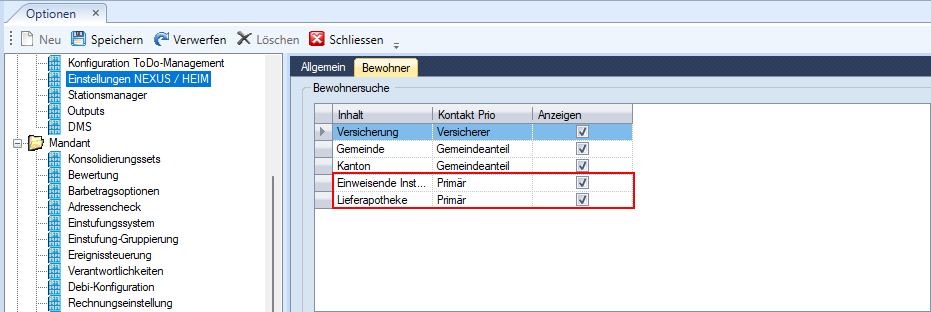 Optionen
Neu Speichern Verwerfen Löschen Schliessen
Konfiguration ToDo-Management
Einstellungen NEXUS / HEIM
Stationsmanager
Outputs
DMS
Mandant
Konsolidierungssets
Bewertung
Barbetragsoptionen
Adressencheck
Einstufungssystem
Einstufung-Gruppierung
Ereignissteuerung
Verantwortlichkeiten
Debi-Konfiguration
Rechnungseinstellung
Allgemein Bewohner
Bewohnersuche
Inhalt Kontakt Prio Anzeigen
Versicherung Versicherer
Gemeinde Gemeindeanteil
Kanton Gemeindeanteil
Einweisende Inst... Primär
Lieferapotheke Primär